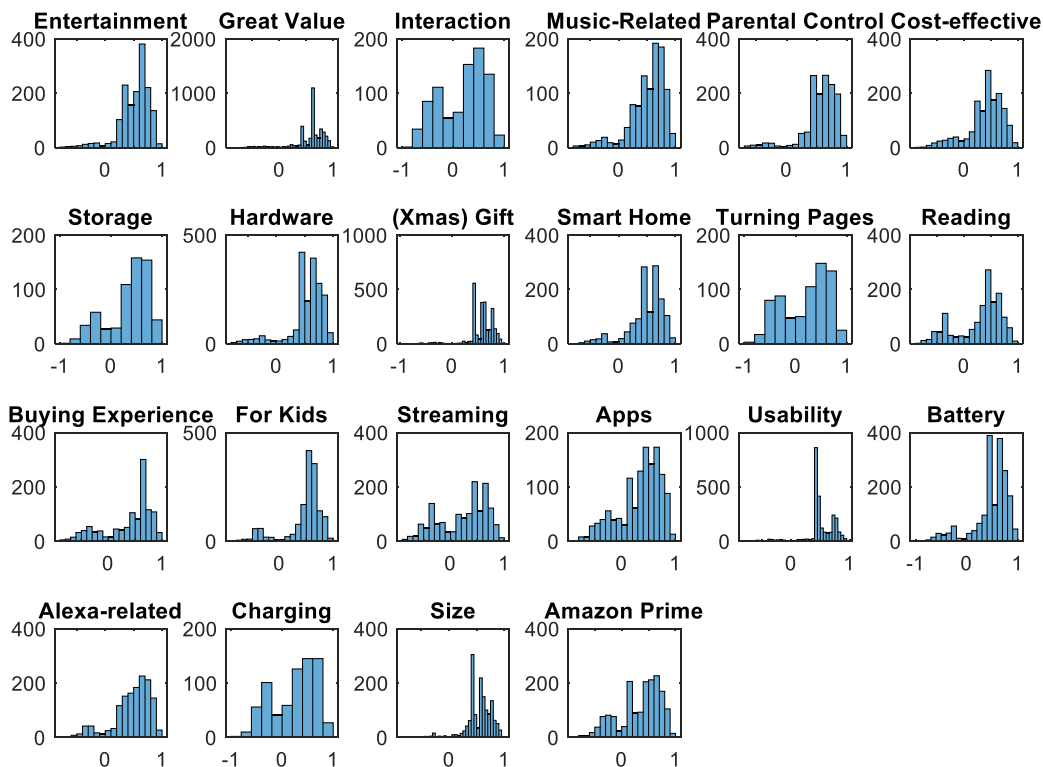 Entertainment Great Value Interaction Music-Related Parental Control Cost-effective
400 2000 200 200 400 400
200 1000 100 100 200 200
0 0 0 0 0 0
0 1 0 1 -1 0 1 0 1 0 1 0 1
Storage Hardware (Xmas) Gift Smart Home Turning Pages Reading
200 500 1000 400 200 400
100 500 200 100 200
0 0 0 0 0 0
-1 0 1 0 1 -1 0 1 0 1 -1 0 1 0 1
Buying Experience For Kids Streaming Apps Usability Battery
400 500 400 200 1000 400
200 200 100 500 200
0 0 0 0 0 0
0 1 0 1 0 1 0 1 0 1 -1 0 1
Alexa-related Charging Size Amazon Prime
400 200 400 400
200 100 200 200
0 0 0 0
0 1 -1 0 1 0 1 0 1